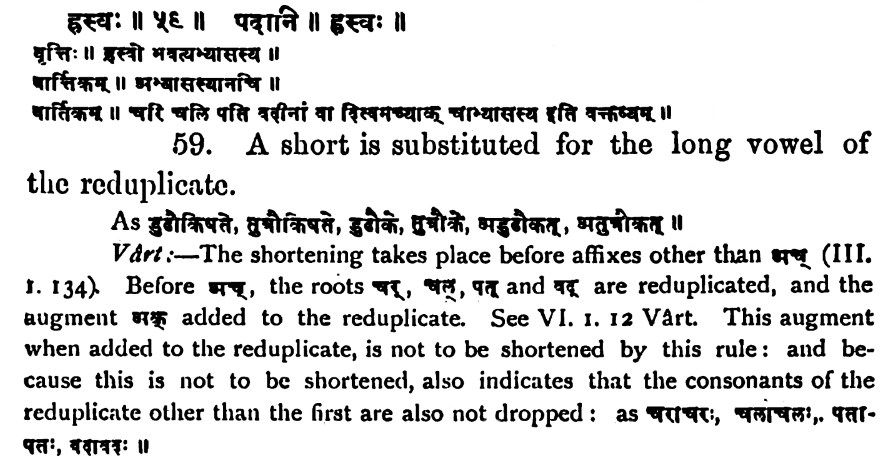 ह्रस्वः ॥ ५९ ॥ पदानि ॥ ह्रस्वः ॥
वृत्तिः ॥ ह्रस्वो भवत्यभ्यासस्य ॥
वार्त्तिकम् ॥ अभ्यासस्यानचि ॥
वार्तिकम् ॥ चरि चलि पति वदीनां वा द्वित्वमच्याक् चाभ्यासस्य इति वक्तव्यम् ॥
59. A short is substituted for the long vowel of
the reduplicate.
As डुढौकिषते, तुत्रौकिषते, डुढौके, तुत्रौके, अडुढौकत्, अतुत्रौकत् ॥
Vârt:—The shortening takes place before affixes other than अच् (III.
1. 134). Before अच्, the roots चर्, चल्, पत् and वद् are reduplicated, and the
augment आक् added to the reduplicate. See VI. 1. 12 Vârt. This augment
when added to the reduplicate, is not to be shortened by this rule: and be-
cause this is not to be shortened, also indicates that the consonants of the
reduplicate other than the first are also not dropped: as चराचरः, चलाचलः,. पता-
पतः, वदावदः ॥